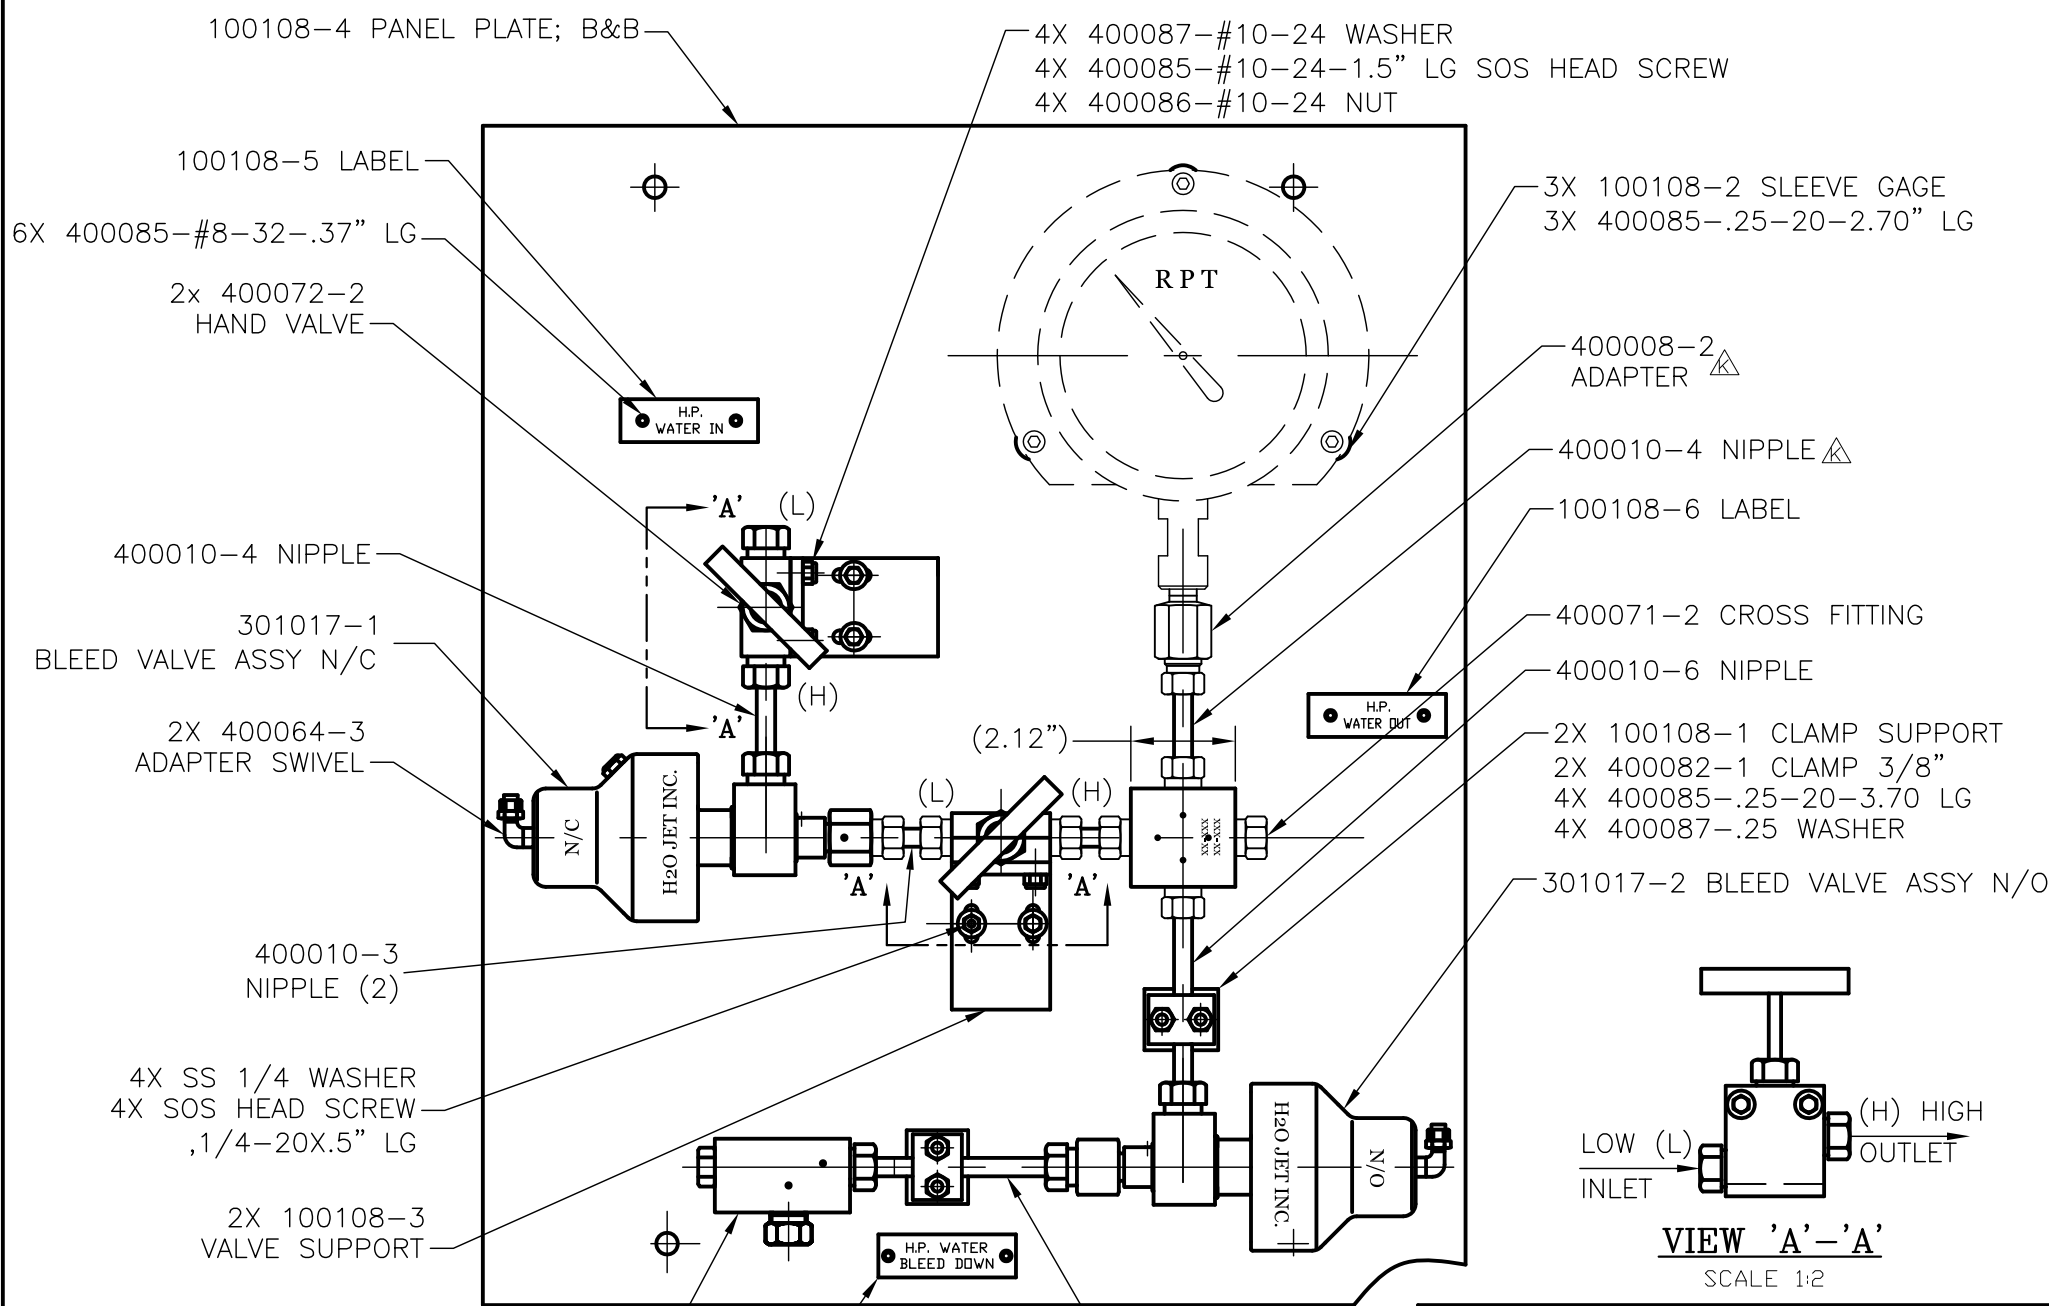 100108-4 PANEL PLATE; B&B
4X 400087-#10-24 WASHER
4X 400085-#10-24-1.5" LG SOS HEAD SCREW
4X 400086-#10-24 NUT
100108-5 LABEL
6X 400085-#8-32-.37" LG
2x 400072-2
HAND VALVE
3X 100108-2 SLEEVE GAGE
3X 400085-.25-20-2.70" LG
RPT
400008-2
ADAPTER
K
H.P.
WATER IN
400010-4 NIPPLE
K
100108-6 LABEL
'A'
(L)
400010-4 NIPPLE
301017-1
BLEED VALVE ASSY N/C
400071-2 CROSS FITTING
400010-6 NIPPLE
(H)
'A'
H.P.
WATER OUT
2X 400064-3
ADAPTER SWIVEL
(2.12")
2X 100108-1 CLAMP SUPPORT
2X 400082-1 CLAMP 3/8"
4X 400085-.25-20-3.70 LG
4X 400087-.25 WASHER
N/C
H2O JET INC.
(L)
(H)
XX-XXX
XX-XXX
'A'
'A'
301017-2 BLEED VALVE ASSY N/O
400010-3
NIPPLE (2)
4X SS 1/4 WASHER
4X SOS HEAD SCREW
,1/4-20X.5" LG
H2O JET INC.
N/O
LOW (L)
INLET
(H) HIGH
OUTLET
2X 100108-3
VALVE SUPPORT
H.P. WATER
BLEED DOWN
VIEW 'A'-'A'
SCALE 1:2